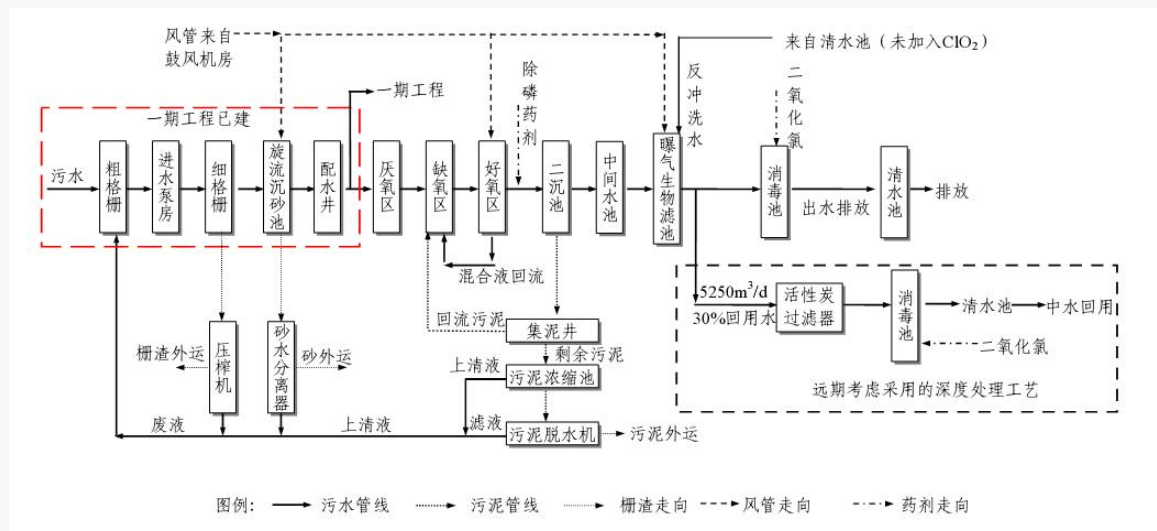 风管来自
鼓风机房
来自清水池（未加入ClO₂）
一期工程
除磷药剂
反冲洗水
二氧化氯
一期工程已建
污水
粗格栅
进水泵房
细格栅
旋流沉砂池
配水井
厌氧区
缺氧区
好氧区
二沉池
中间水池
曝气生物滤池
消毒池
出水排放
清水池
排放
混合液回流
5250m³/d
30%回用水
活性炭
过滤器
消毒池
清水池
中水回用
二氧化氯
远期考虑采用的深度处理工艺
回流污泥
集泥井
剩余污泥
栅渣外运
压榨机
砂水分离器
砂外运
上清液
污泥浓缩池
废液
上清液
滤液
污泥脱水机
污泥外运
图例：
污水管线
污泥管线
栅渣走向
风管走向
药剂走向